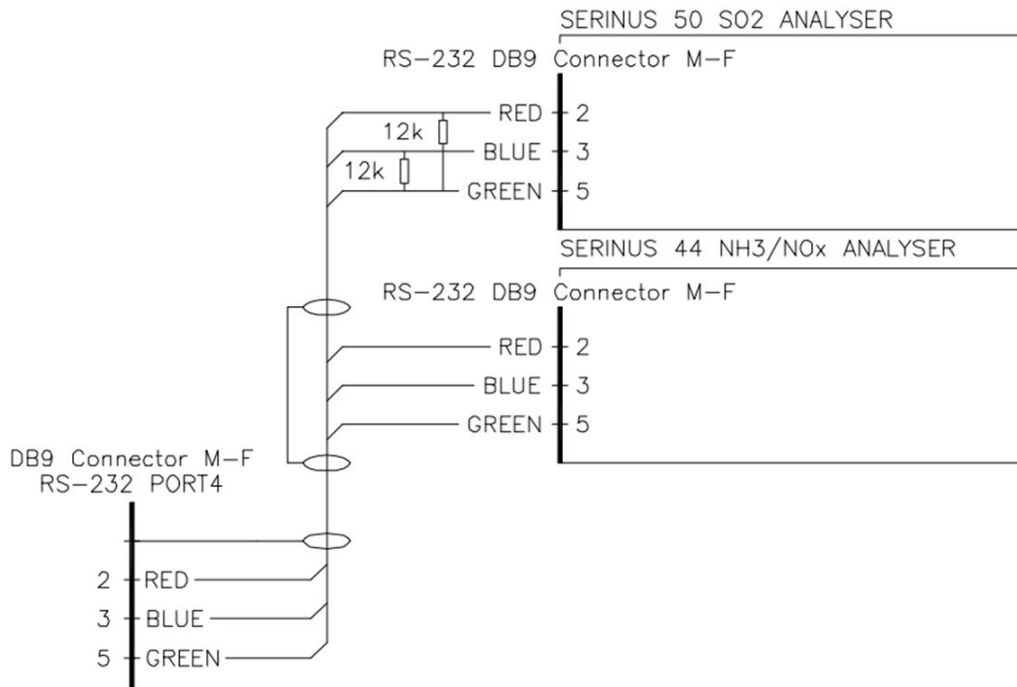 SERINUS 50 SO2 ANALYSER
RS-232 DB9 Connector M-F
RED 2
12k
BLUE 3
12k
GREEN 5
SERINUS 44 NH3/NOx ANALYSER
RS-232 DB9 Connector M-F
RED 2
BLUE 3
GREEN 5
DB9 Connector M-F
RS-232 PORT4
2 RED
3 BLUE
5 GREEN